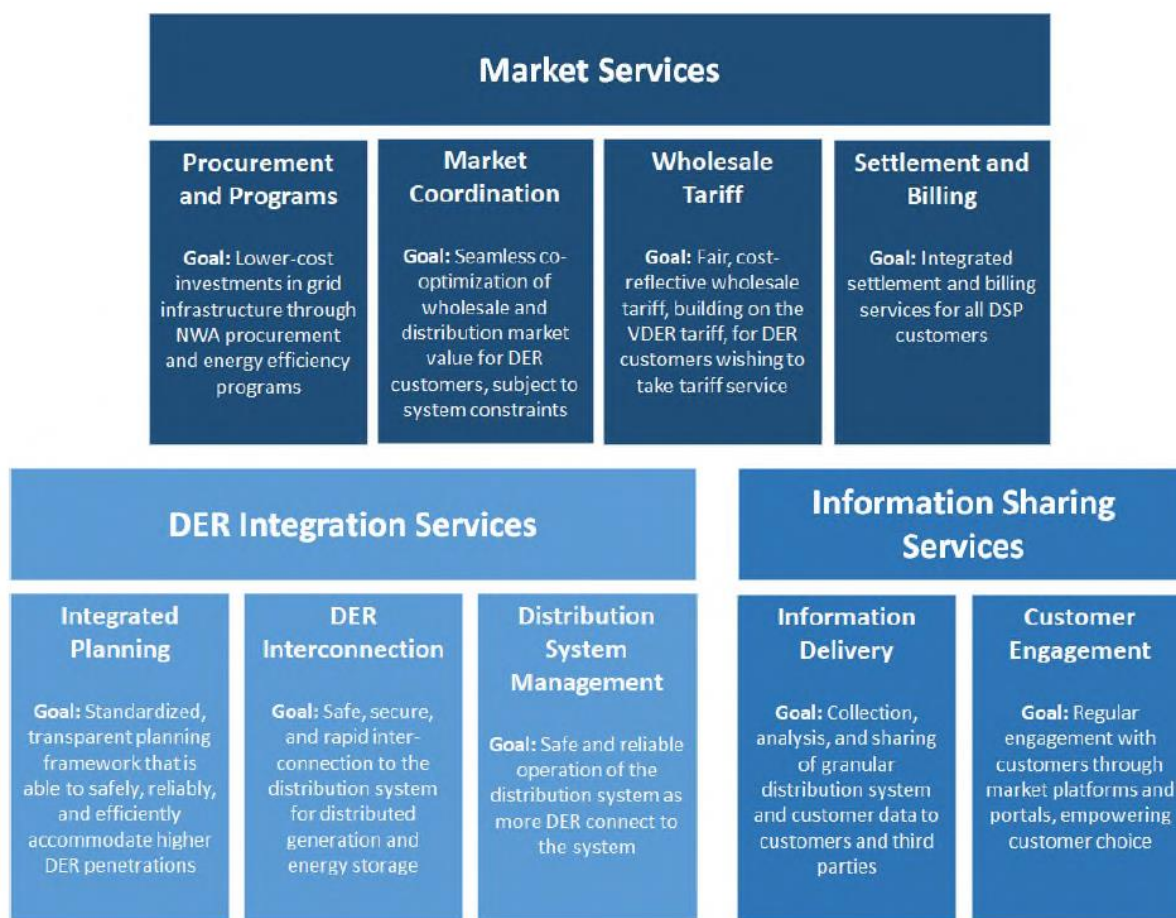 Market Services
Procurement
and Programs
Goal: Lower-cost
investments in grid
infrastructure through
NWA procurement
and energy efficiency
programs
Market
Coordination
Goal: Seamless co-
optimization of
wholesale and
distribution market
value for DER
customers, subject to
system constraints
Wholesale
Tariff
Goal: Fair, cost-
reflective wholesale
tariff, building on the
VDER tariff, for DER
customers wishing to
take tariff service
Settlement and
Billing
Goal: Integrated
settlement and billing
services for all DSP
customers
DER Integration Services
Integrated
Planning
Goal: Standardized,
transparent planning
framework that is
able to safely, reliably,
and efficiently
accommodate higher
DER penetrations
DER
Interconnection
Goal: Safe, secure,
and rapid inter-
connection to the
distribution system
for distributed
generation and
energy storage
Distribution
System
Management
Goal: Safe and reliable
operation of the
distribution system as
more DER connect to
the system
Information Sharing
Services
Information
Delivery
Goal: Collection,
analysis, and sharing
of granular
distribution system
and customer data to
customers and third
parties
Customer
Engagement
Goal: Regular
engagement with
customers through
market platforms and
portals, empowering
customer choice